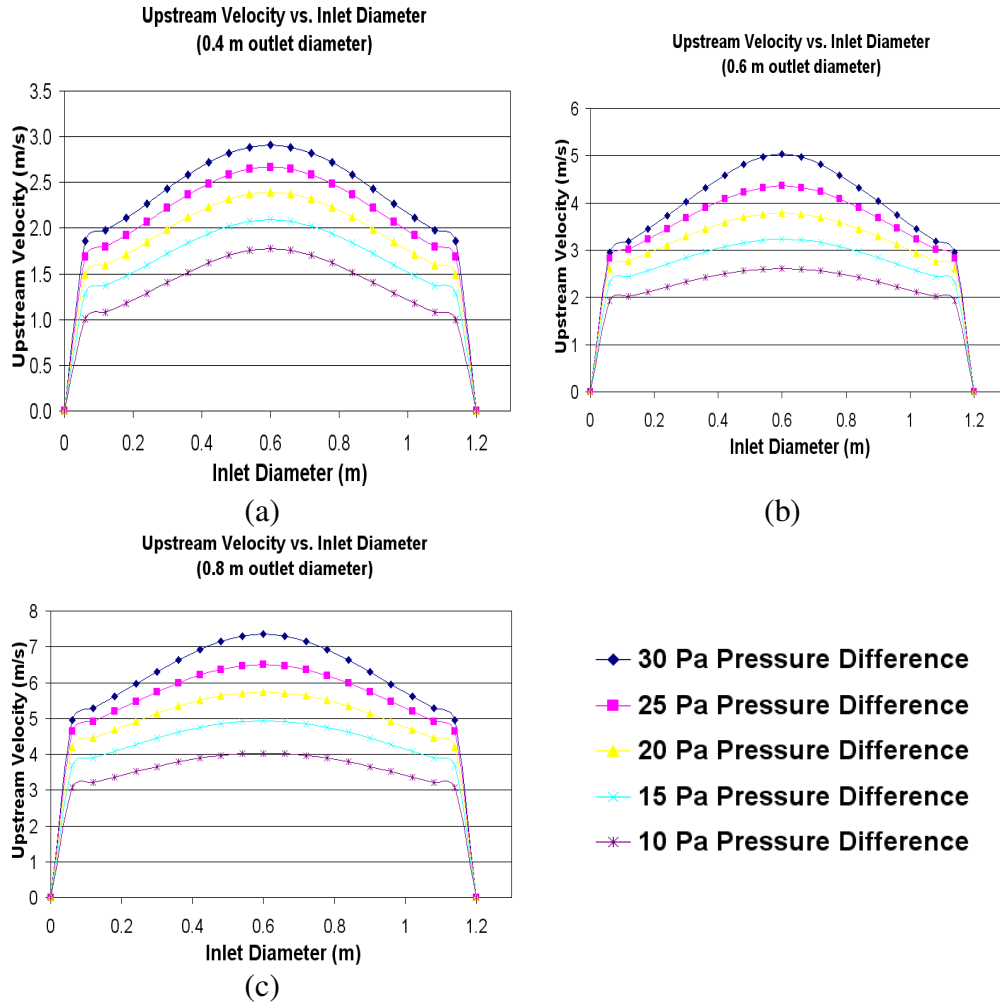 Upstream Velocity vs. Inlet Diameter
(0.4 m outlet diameter)
3.5
3.0
2.5
2.0
1.5
1.0
0.5
0.0
Upstream Velocity (m/s)
0 0.2 0.4 0.6 0.8 1 1.2
Inlet Diameter (m)
(a)
Upstream Velocity vs. Inlet Diameter
(0.6 m outlet diameter)
6
5
4
3
2
1
0
Upstream Velocity (m/s)
0 0.2 0.4 0.6 0.8 1 1.2
Inlet Diameter (m)
(b)
Upstream Velocity vs. Inlet Diameter
(0.8 m outlet diameter)
8
7
6
5
4
3
2
1
0
Upstream Velocity (m/s)
0 0.2 0.4 0.6 0.8 1 1.2
Inlet Diameter (m)
(c)
30 Pa Pressure Difference
25 Pa Pressure Difference
20 Pa Pressure Difference
15 Pa Pressure Difference
10 Pa Pressure Difference